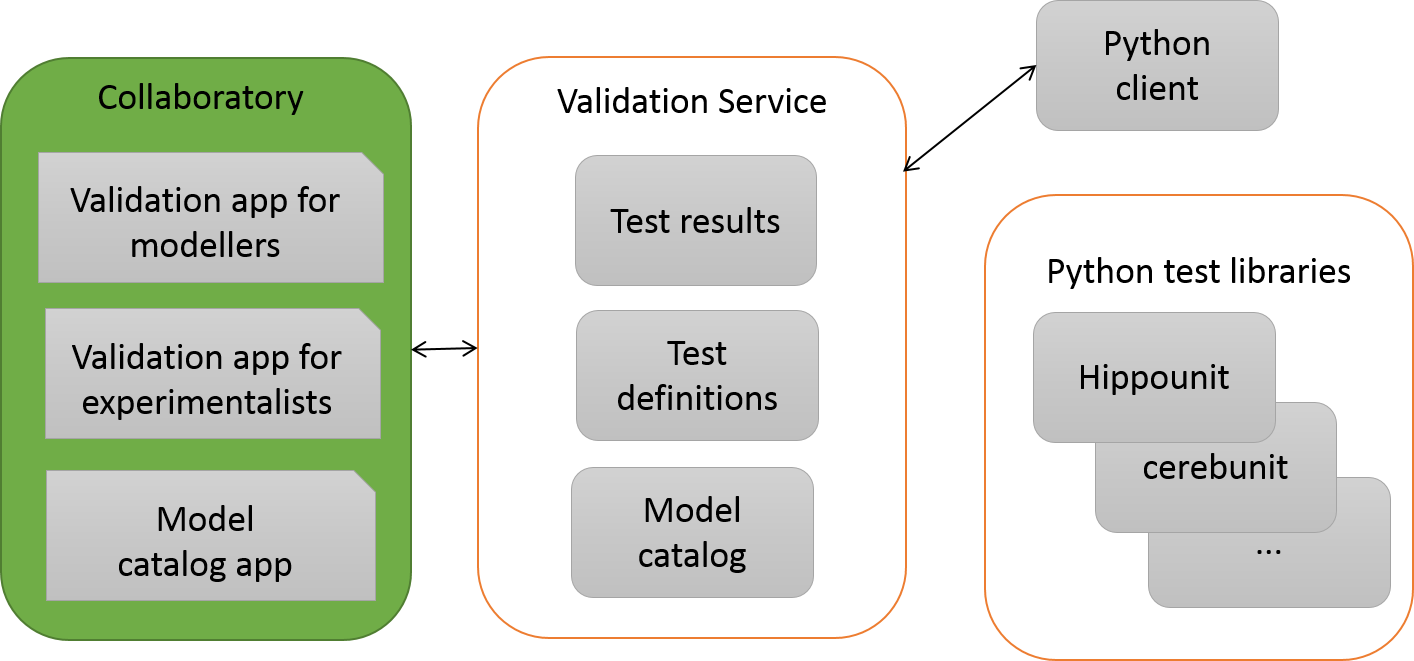 Collaboratory
Validation app for
modellers
Validation app for
experimentalists
Model
catalog app
Validation Service
Test results
Test
definitions
Model
catalog
Python
client
Python test libraries
Hippounit
cerebunit
...